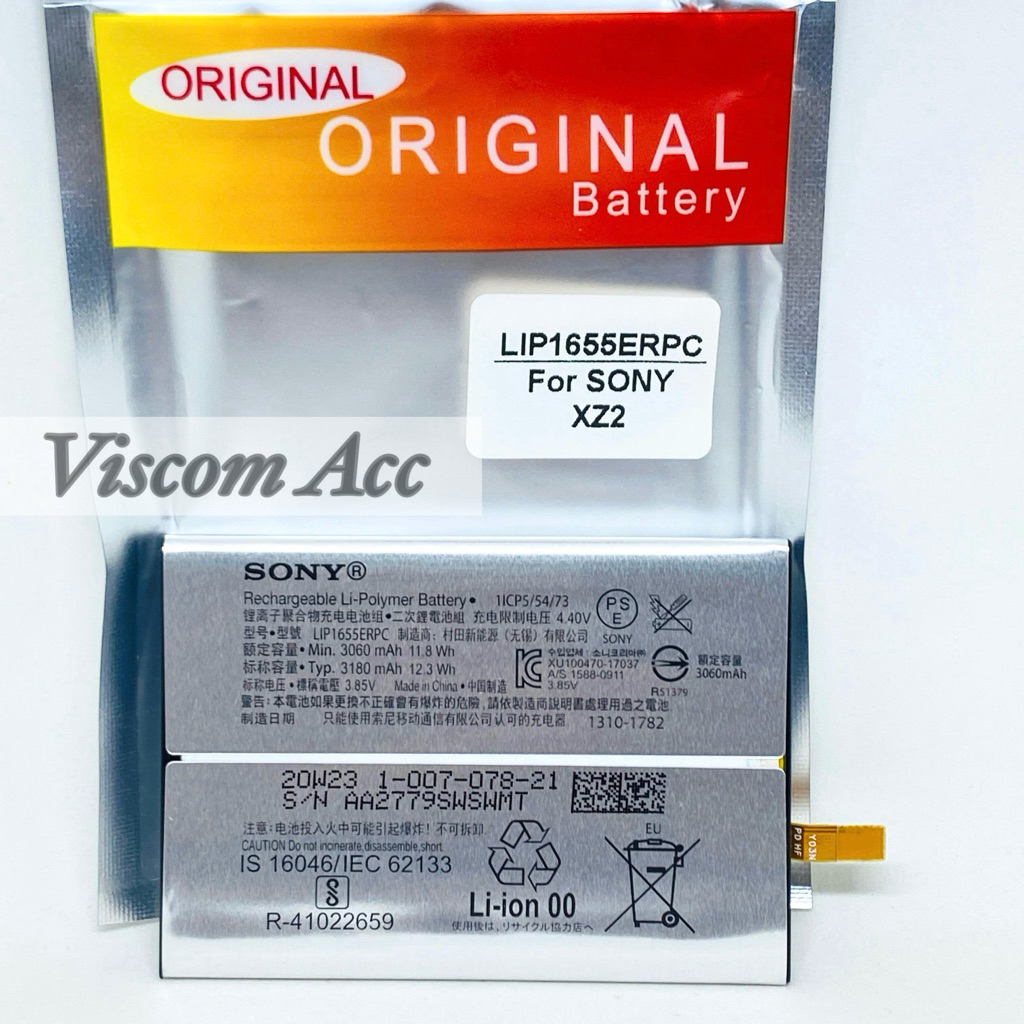 ORIGINAL
ORIGINAL
Battery
LIP1655ERPC
For SONY
XZ2
Viscom Acc
SONY®
Rechargeable Li-Polymer Battery• 1ICP5/54/73
锂离子聚合物充电电池组•二次鋰電池組 充电限制电压 4.40V
型号•型號 LIP1655ERPC 制造商: 村田新能源（无锡）有限公司
額定容量•Min. 3060 mAh 11.8 Wh
标称容量•Typ. 3180 mAh 12.3 Wh
标称电压•標稱電壓 3.85V Made in China•中国制造
PS
E
SONY
수입업체: 소니코리아㈜
XU100470-17037
A/S 1588-0911
3.85V
RS1379
額定容量
3060mAh
警告:本電池如果更換不正確會有爆炸的危險,請依製造商說明書處理用過之電池
制造日期 只能使用索尼移动通信有限公司认可的充电器 1310-1782
20W23 1-007-078-21
S/N AA2779SWSWMT
注意:电池投入火中可能引起爆炸! 不可拆卸
CAUTION Do not incinerate,disassemble,short
IS 16046/IEC 62133
R-41022659
Li-ion 00
使用後は,リサイクル協力店へ
EU
Y03N
PD HF